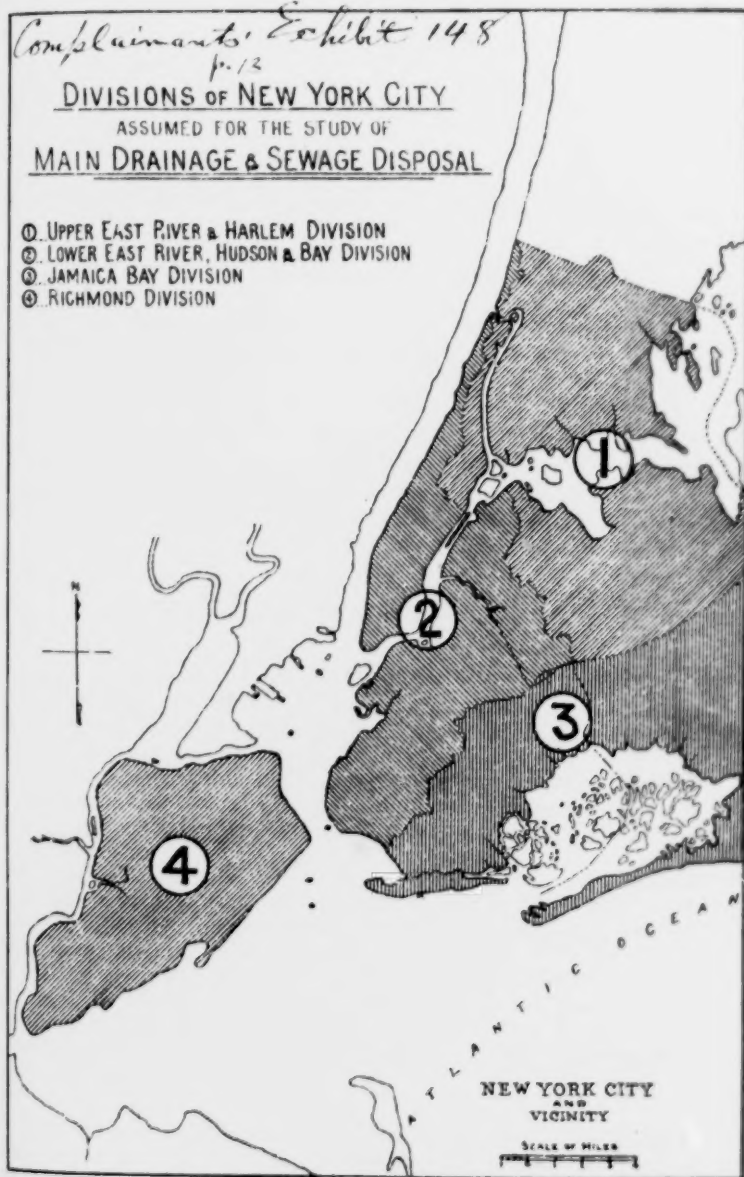 Complainants' Exhibit 148
p. 13
DIVISIONS OF NEW YORK CITY
ASSUMED FOR THE STUDY OF
MAIN DRAINAGE & SEWAGE DISPOSAL
①..UPPER EAST RIVER & HARLEM DIVISION
②..LOWER EAST RIVER, HUDSON & BAY DIVISION
③..JAMAICA BAY DIVISION
④..RICHMOND DIVISION
1
N
2
3
4
ATLANTIC OCEAN
NEW YORK CITY
AND
VICINITY
SCALE OF MILES